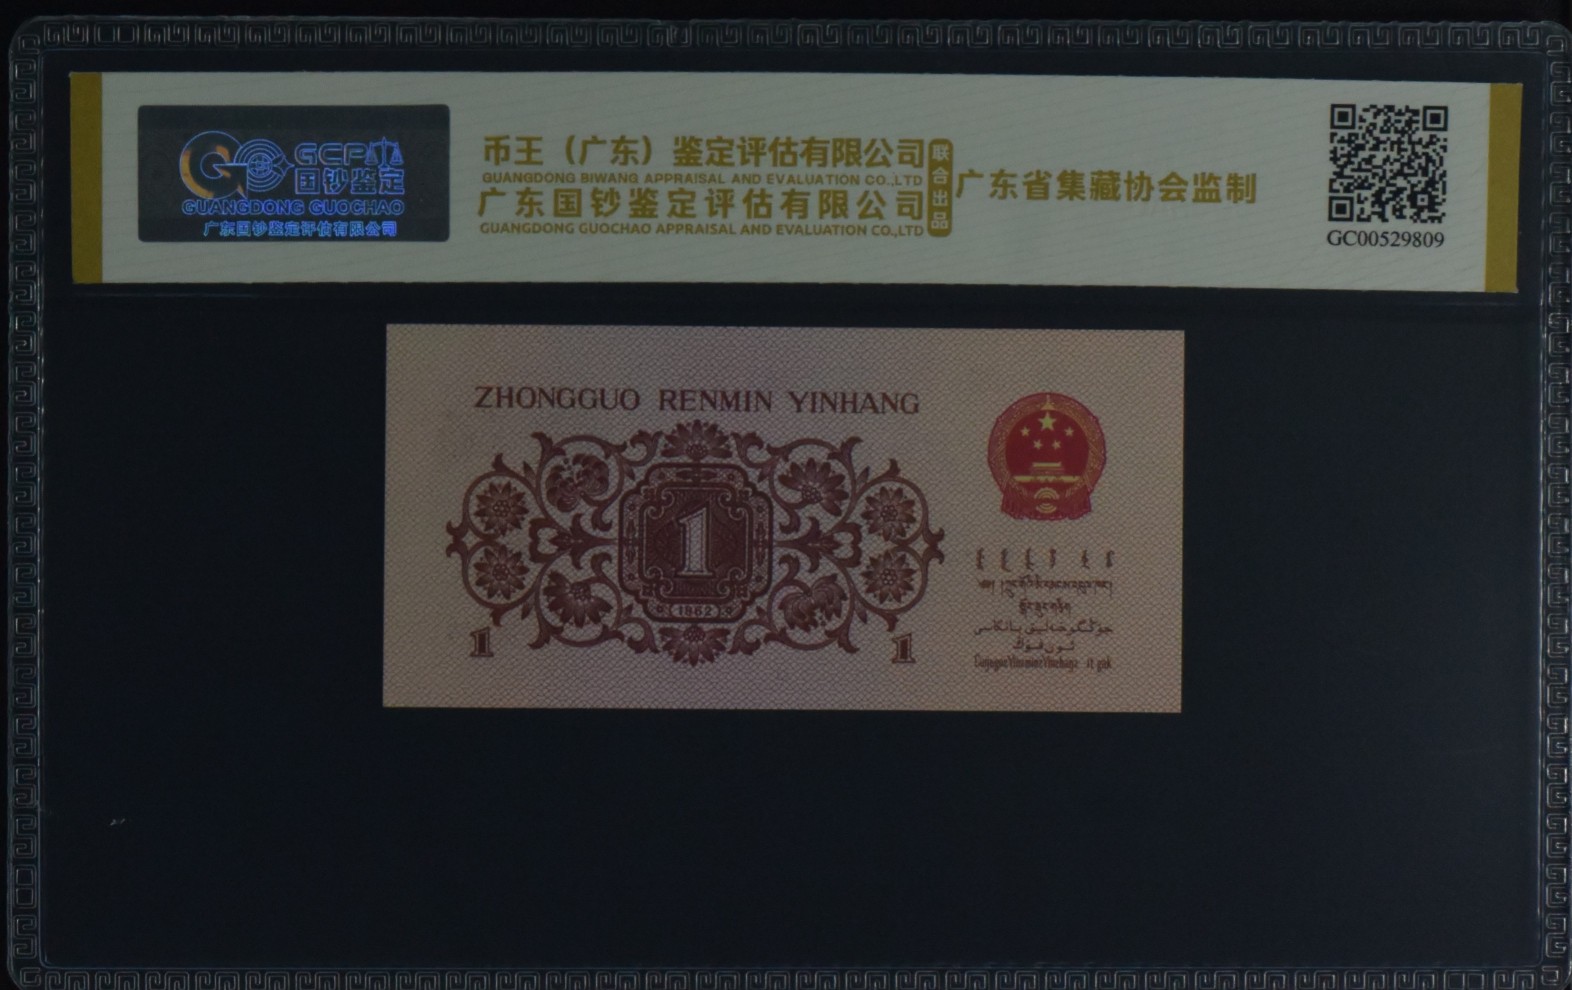 GCP
国钞鉴定
GUANGDONG GUOCHAO
广东国钞鉴定评估有限公司
币王（广东）鉴定评估有限公司
GUANGDONG BIWANG APPRAISAL AND EVALUATION CO.,LTD
广东国钞鉴定评估有限公司
GUANGDONG GUOCHAO APPRAISAL AND EVALUATION CO.,LTD
联合出品
广东省集藏协会监制
GC00529809
ZHONGGUO RENMIN YINHANG
1
1962
1
1